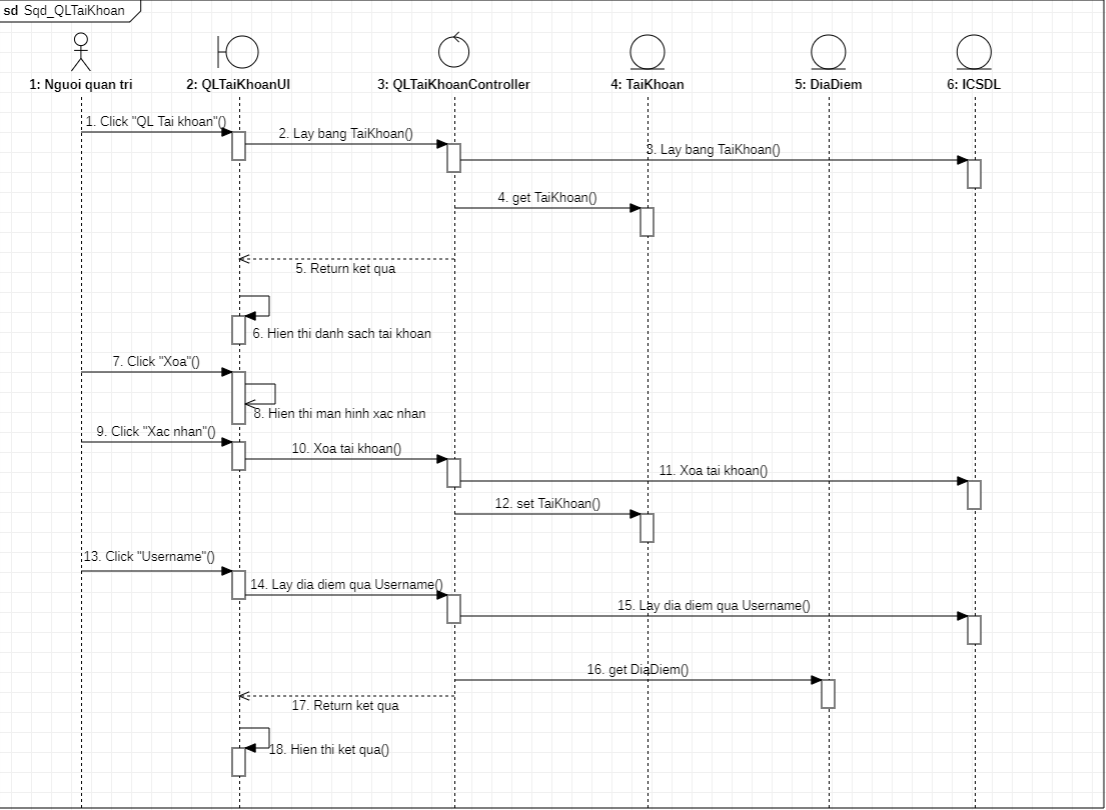 sd Sqd_QLTaiKhoan
1: Nguoi quan tri
2: QLTaiKhoanUI
3: QLTaiKhoanController
4: TaiKhoan
5: DiaDiem
6: ICSDL
1. Click "QL Tai khoan"()
2. Lay bang TaiKhoan()
3. Lay bang TaiKhoan()
4. get TaiKhoan()
5. Return ket qua
6. Hien thi danh sach tai khoan
7. Click "Xoa"()
8. Hien thi man hinh xac nhan
9. Click "Xac nhan"()
10. Xoa tai khoan()
11. Xoa tai khoan()
12. set TaiKhoan()
13. Click "Username"()
14. Lay dia diem qua Username()
15. Lay dia diem qua Username()
16. get DiaDiem()
17. Return ket qua
18. Hien thi ket qua()